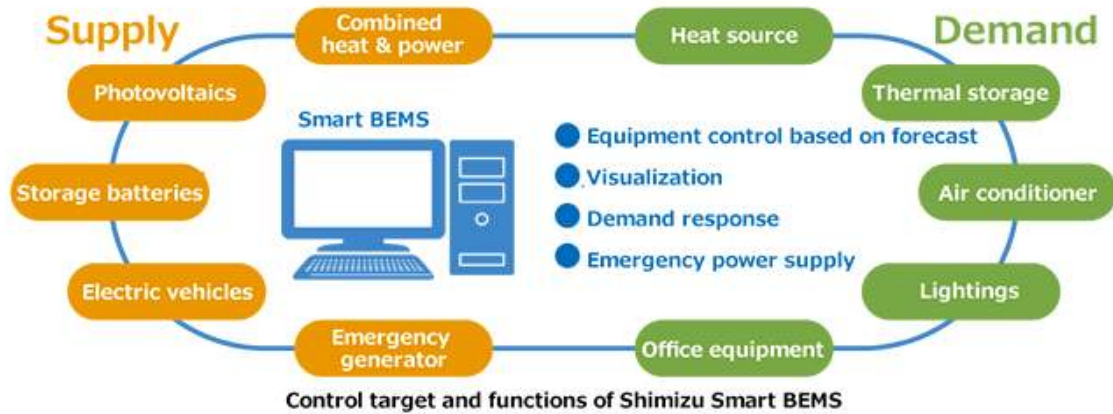 Supply
Combined
heat & power
Heat source
Demand
Photovoltaics
Thermal storage
Smart BEMS
Equipment control based on forecast
Storage batteries
Visualization
Air conditioner
Demand response
Emergency power supply
Electric vehicles
Lightings
Emergency
generator
Office equipment
Control target and functions of Shimizu Smart BEMS